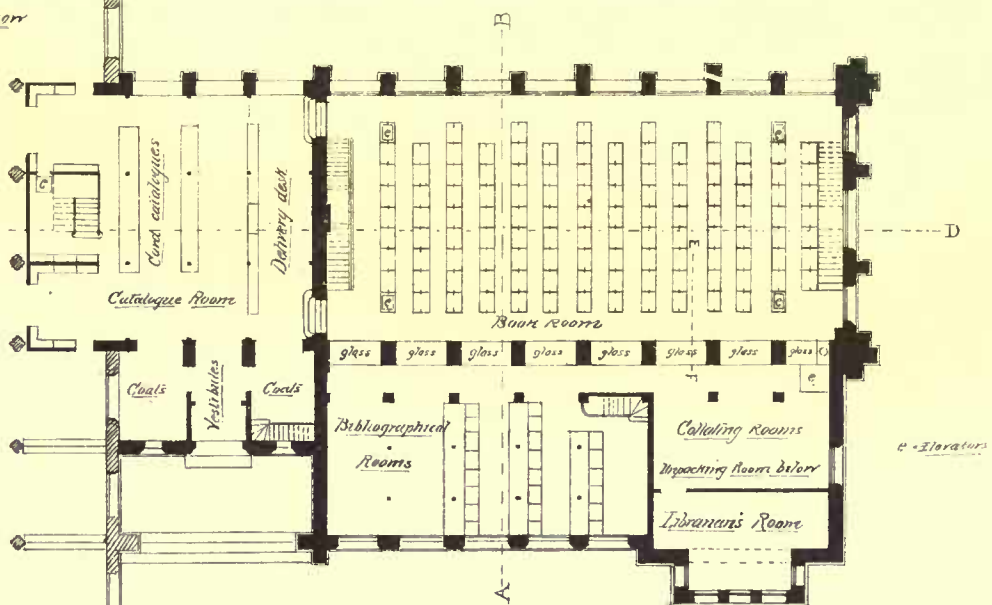 ow
B
e
e
Card catalogues
Delivery desk
e
D
E
Catalogue Room
e
e
Book Room
glass
glass
glass
glass
glass
glass
glass
glass
F
e
Coats
Vestibules
Coats
Bibliographical
Rooms
Collating Rooms
Unpacking Room below
e = Elevators
Librarian's Room
A